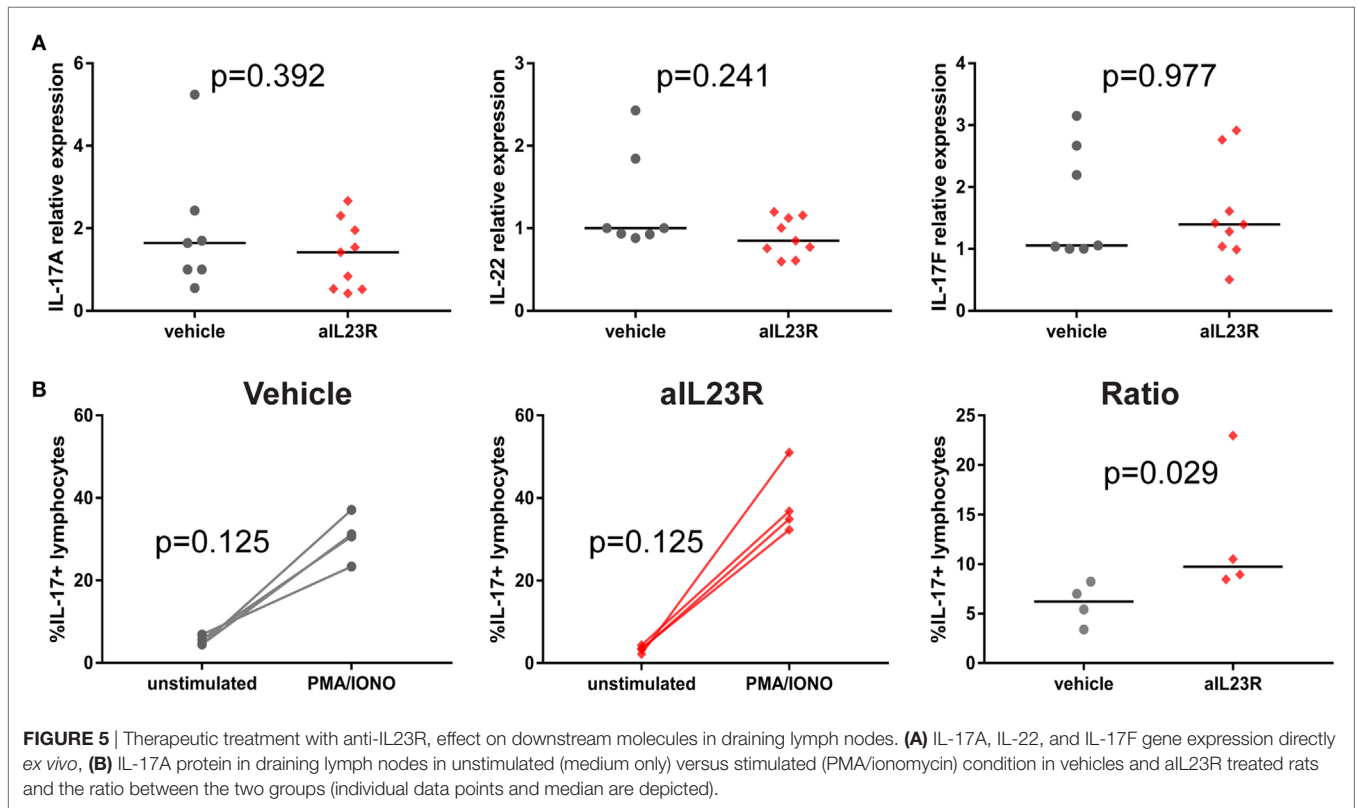 A
IL-17A relative expression
6
4
2
0
p=0.392
vehicle
aIL23R
IL-22 relative expression
3
2
1
0
p=0.241
vehicle
aIL23R
IL-17F relative expression
4
3
2
1
0
p=0.977
vehicle
aIL23R
B
Vehicle
%IL-17+ lymphocytes
60
40
20
0
p=0.125
unstimulated
PMA/IONO
aIL23R
%IL-17+ lymphocytes
60
40
20
0
p=0.125
unstimulated
PMA/IONO
Ratio
%IL-17+ lymphocytes
25
20
15
10
5
0
p=0.029
vehicle
aIL23R
FIGURE 5 | Therapeutic treatment with anti-IL23R, effect on downstream molecules in draining lymph nodes. (A) IL-17A, IL-22, and IL-17F gene expression directly
ex vivo, (B) IL-17A protein in draining lymph nodes in unstimulated (medium only) versus stimulated (PMA/ionomycin) condition in vehicles and aIL23R treated rats
and the ratio between the two groups (individual data points and median are depicted).